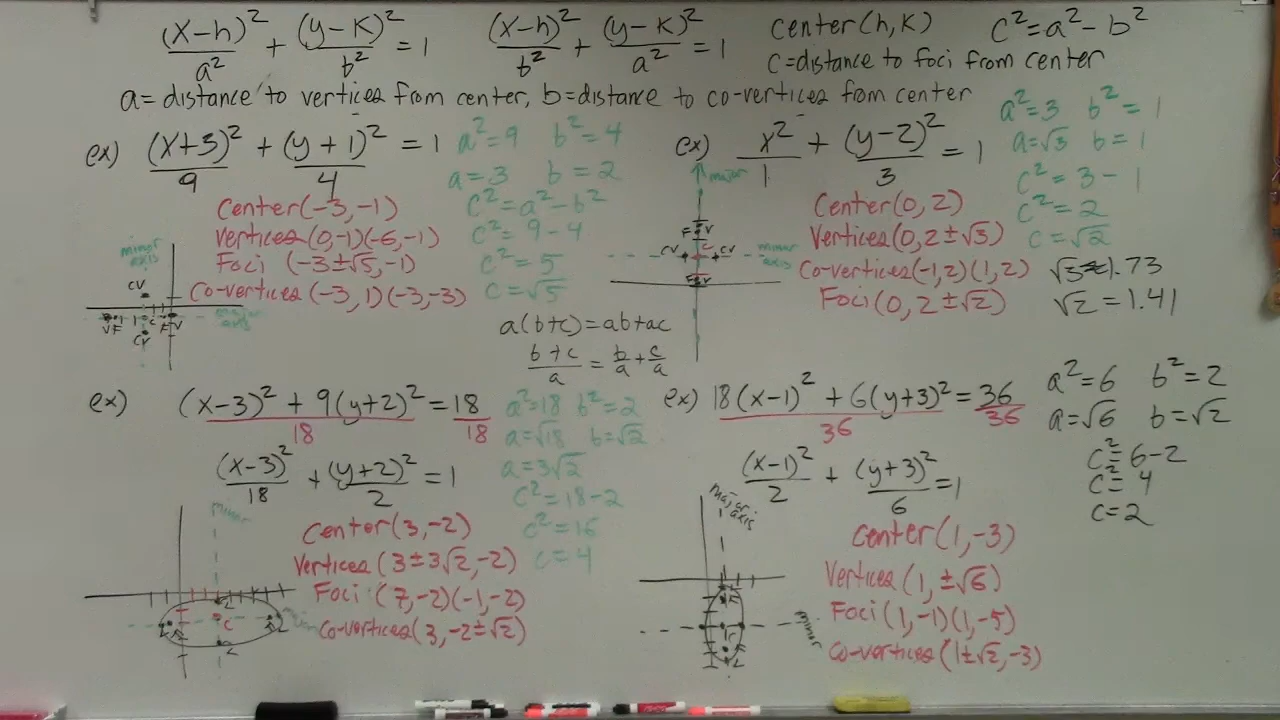 (x-h)²/a² + (y-k)²/b² = 1   (x-h)²/b² + (y-k)²/a² = 1   center(h,k)   c²=a²-b²
c=distance to foci from center
a=distance to vertices from center, b=distance to co-vertices from center
ex) (x+3)²/9 + (y+1)²/4 = 1
a²=9 b²=4
a=3 b=2
c²=a²-b²
c²=9-4
c²=5
c=√5
Center(-3,-1)
Vertices(0,-1)(-6,-1)
Foci (-3±√5,-1)
Co-vertices(-3,1)(-3,-3)
minor axis
CV
V F C F V
major axis
CV
ex) x²/1 + (y-2)²/3 = 1
a²=3 b²=1
a=√3 b=1
c²=3-1
c²=2
c=√2
√3≈1.73
√2=1.41
Center(0,2)
Vertices(0,2±√3)
Co-vertices(-1,2)(1,2)
Foci(0,2±√2)
major
F V
CV C CV
minor axis
F V
a(b+c)=ab+ac
(b+c)/a = b/a + c/a
ex) (x-3)² + 9(y+2)² = 18
18 18
(x-3)²/18 + (y+2)²/2 = 1
a²=18 b²=2
a=√18 b=√2
a=3√2
c²=18-2
c²=16
c=4
Center(3,-2)
Vertices(3±3√2,-2)
Foci (7,-2)(-1,-2)
Co-vertices(3,-2±√2)
minor
C
ex) 18(x-1)² + 6(y+3)² = 36
36 36
(x-1)²/2 + (y+3)²/6 = 1
a²=6 b²=2
a=√6 b=√2
c²=6-2
c²=4
c=2
Center(1,-3)
Vertices(1,±√6)
Foci(1,-1)(1,-5)
Co-vertices(1±√2,-3)
major axis
minor